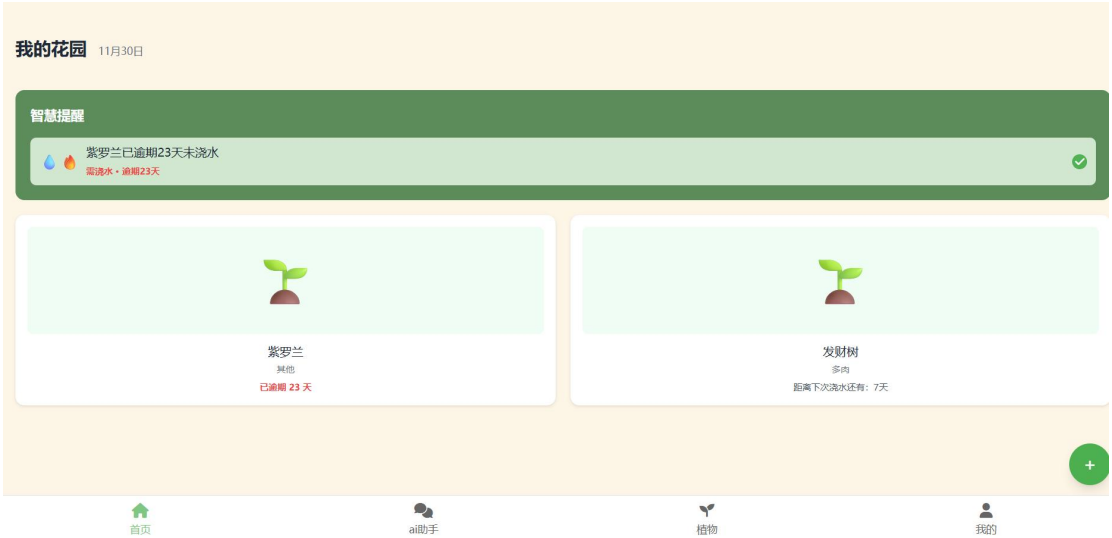 我的花园 11月30日
智慧提醒
紫罗兰已逾期23天未浇水
需浇水・逾期23天
紫罗兰
其他
已逾期 23 天
发财树
多肉
距离下次浇水还有：7天
+
首页
ai助手
植物
我的